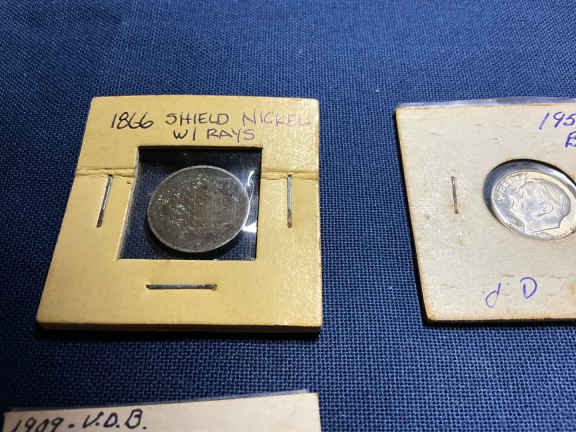 1866 SHIELD NICKEL
W/ RAYS
195
D
1909 - V.D.B.